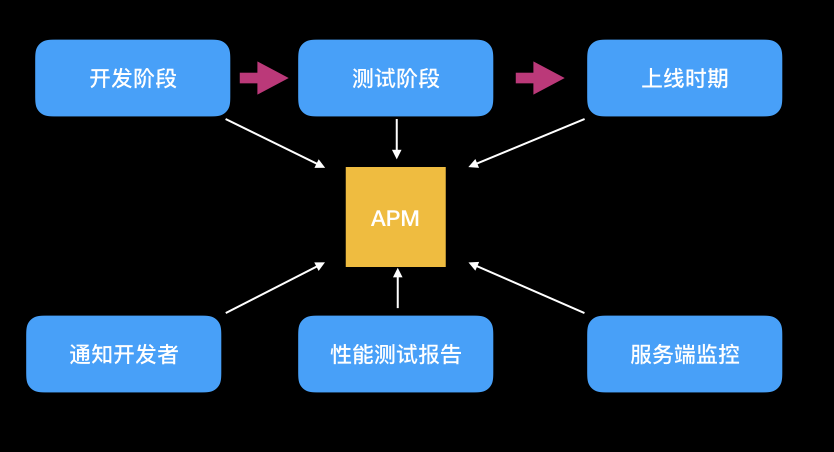 开发阶段
测试阶段
上线时期
APM
通知开发者
性能测试报告
服务端监控